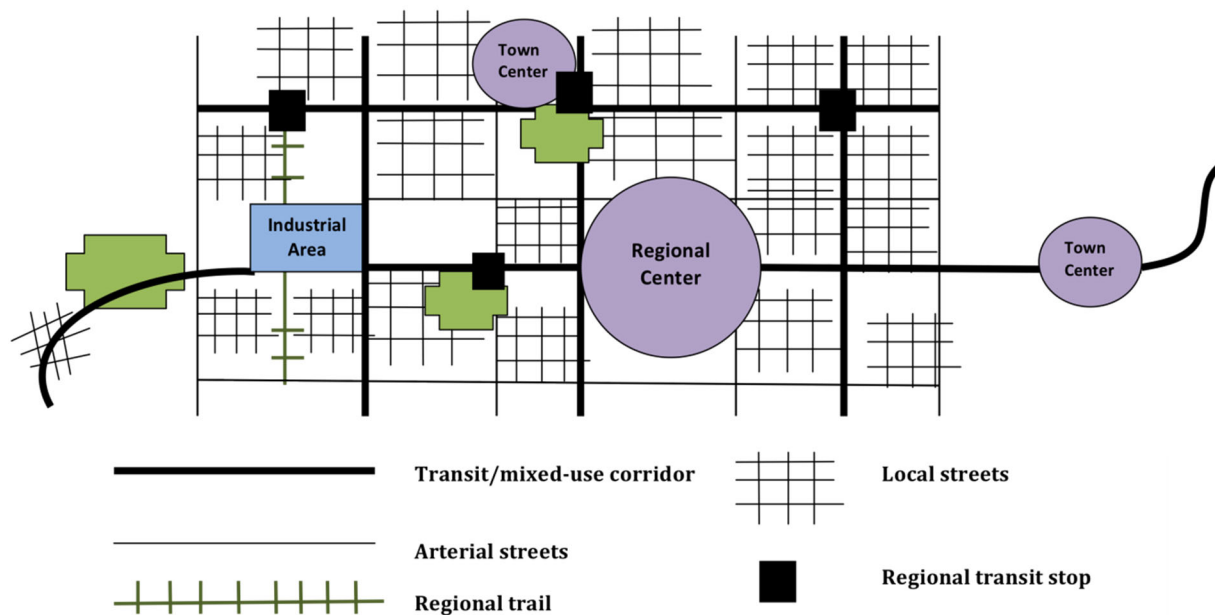 Town
Center
Industrial
Area
Regional
Center
Town
Center
Transit/mixed-use corridor
Local streets
Arterial streets
Regional transit stop
Regional trail